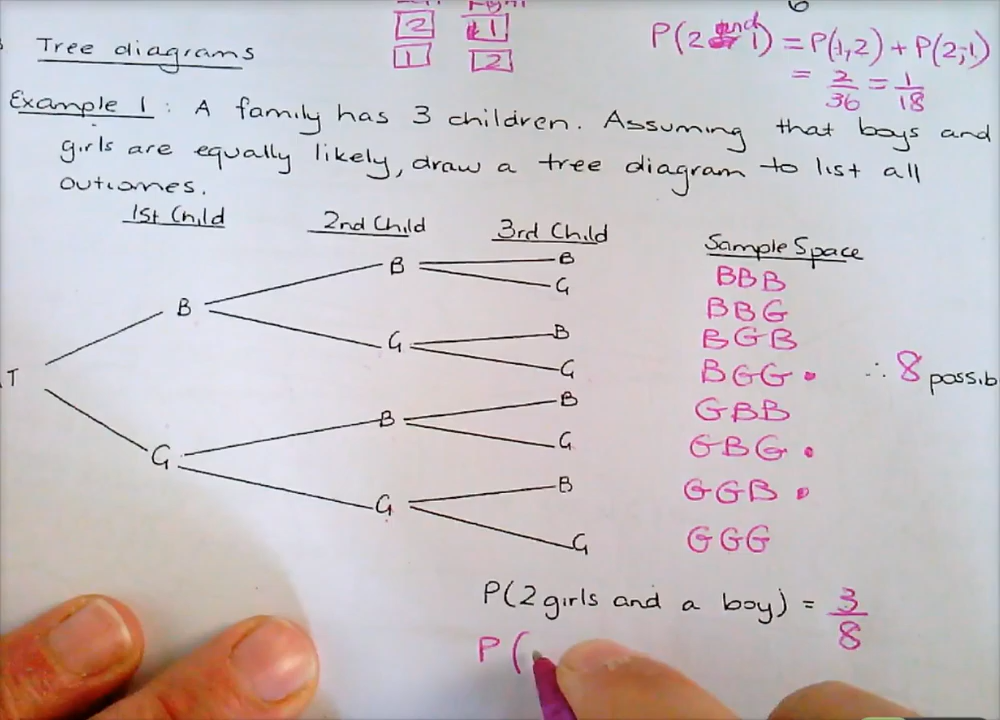 6
2 1
P(2 and 1) = P(1,2) + P(2,1)
1 2
= 2/36 = 1/18
Tree diagrams
Example 1 : A family has 3 children. Assuming that boys and
girls are equally likely, draw a tree diagram to list all
outcomes.
1st Child 2nd Child 3rd Child Sample Space
B B BBB
G BBG
B
G B BGB
G BGG
T ∴ 8 possib
B B GBB
G GBG
G
G B GGB
G GGG
P(2 girls and a boy) = 3/8
P(